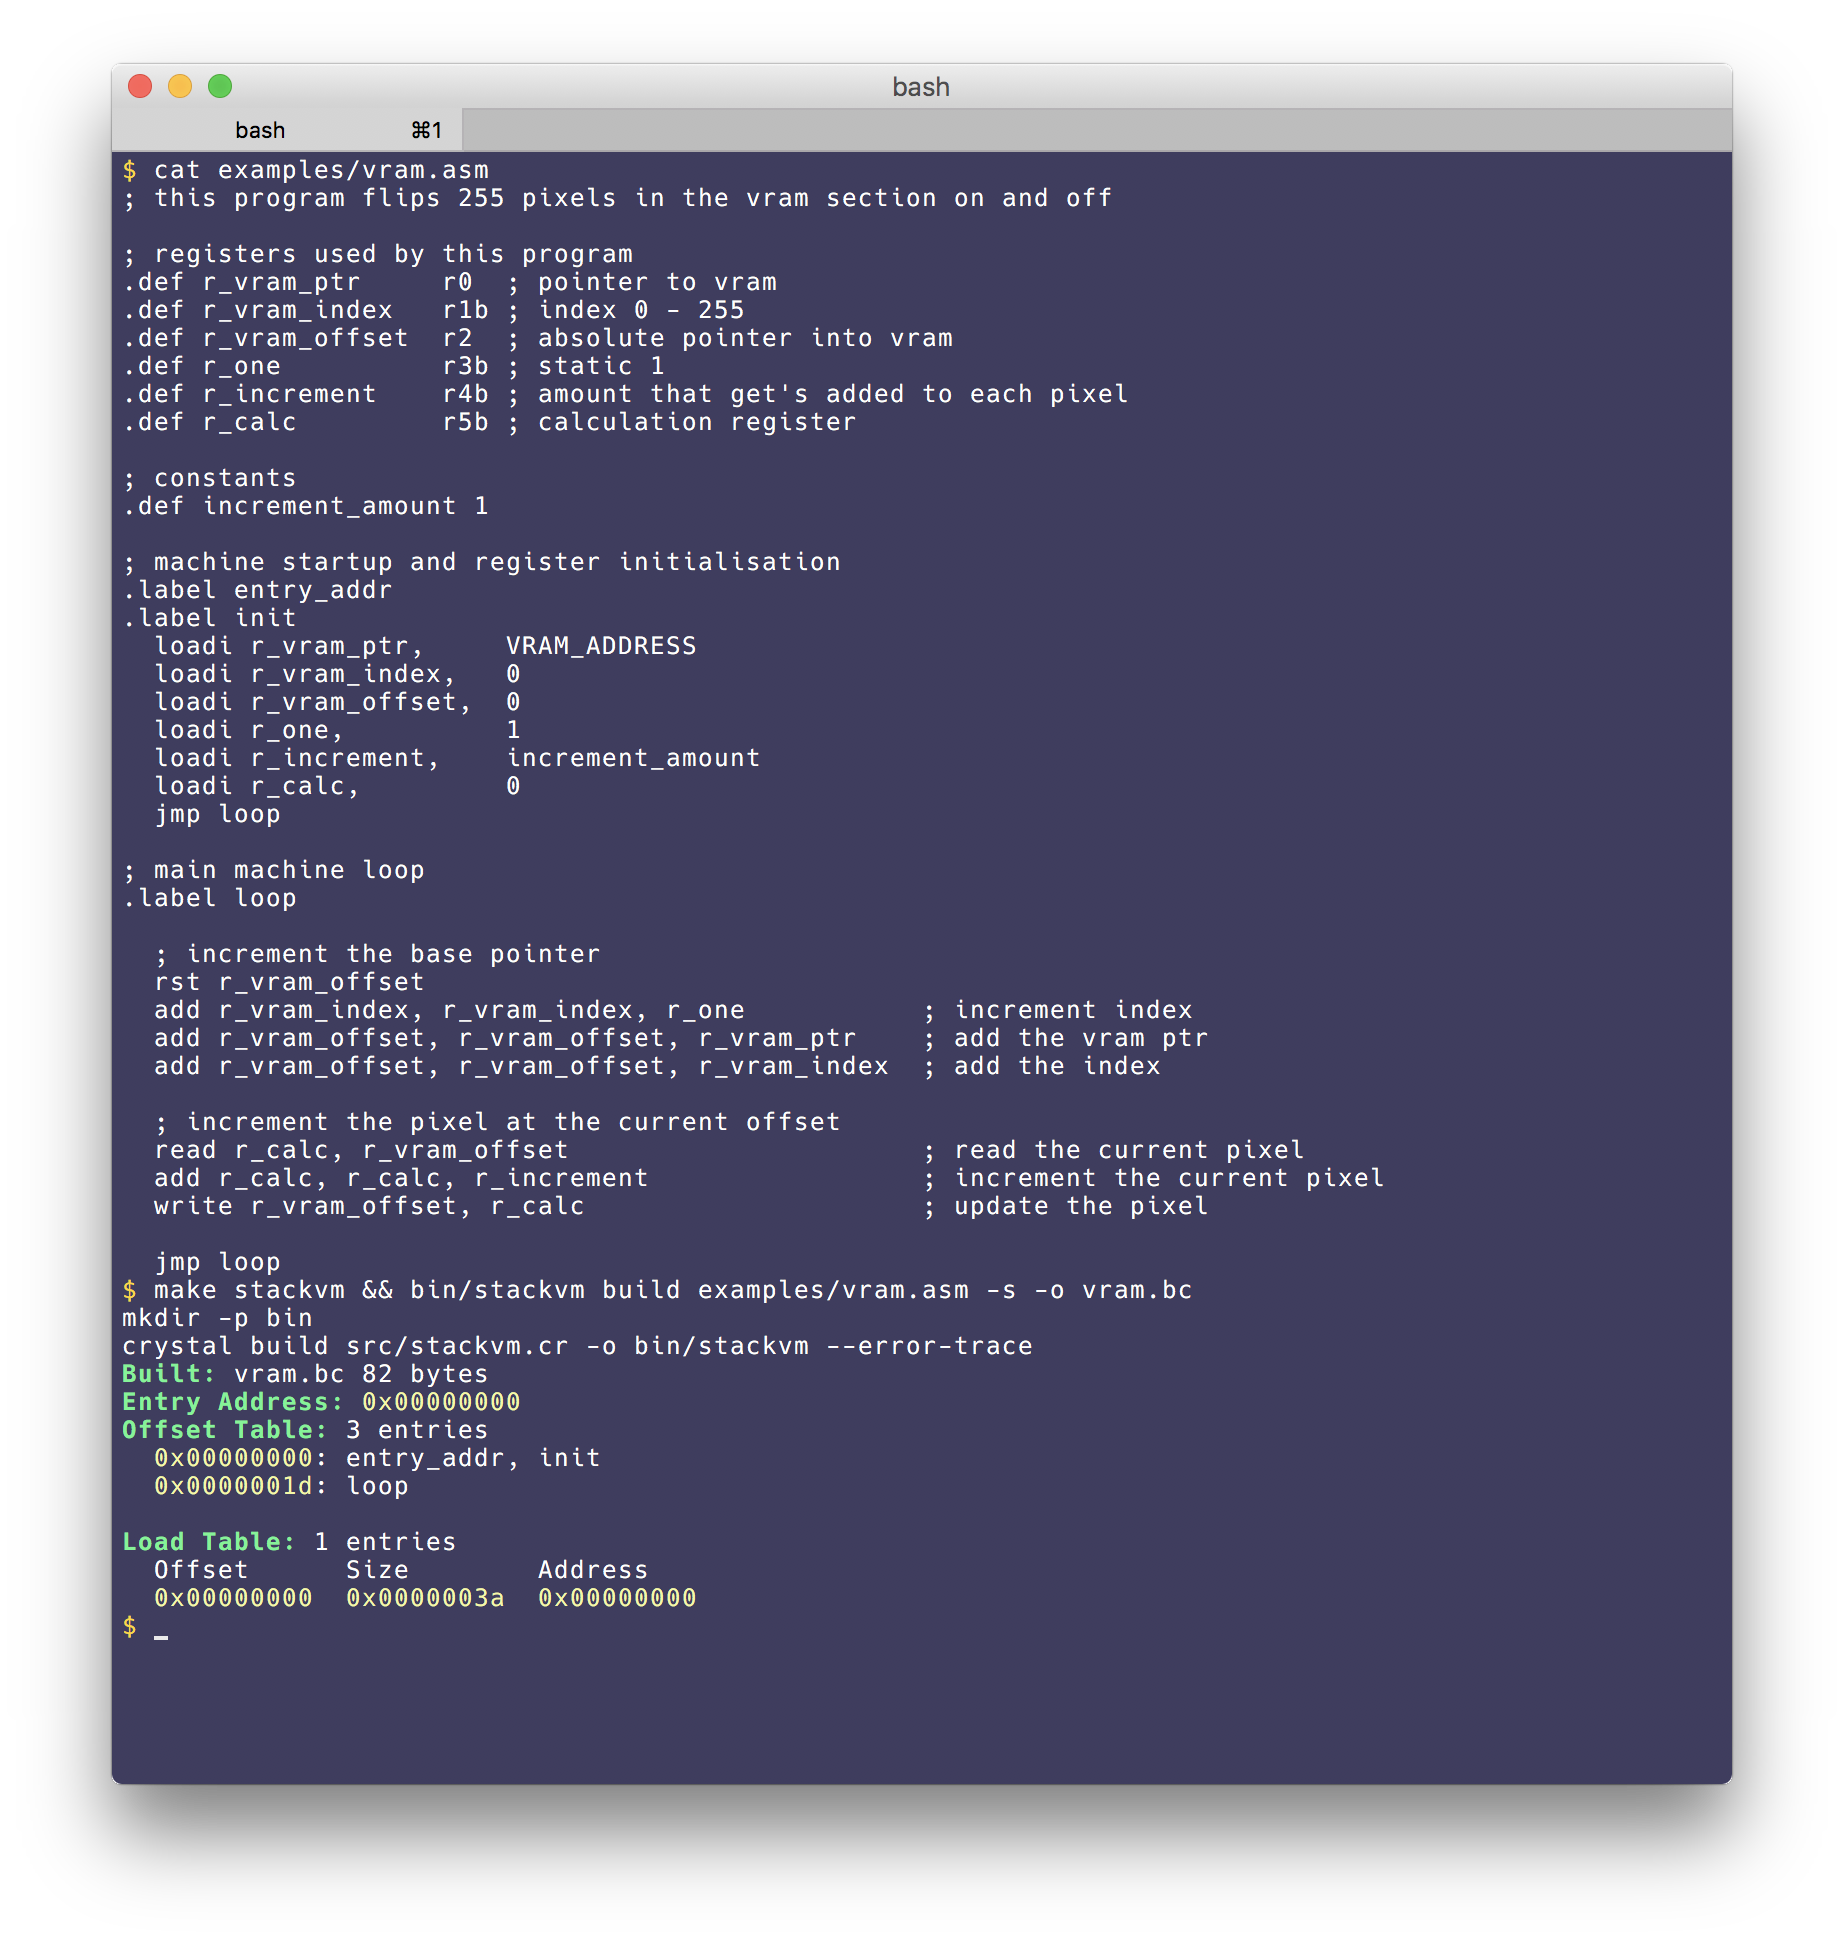 bash
bash ⌘1
$ cat examples/vram.asm
; this program flips 255 pixels in the vram section on and off

; registers used by this program
.def r_vram_ptr     r0  ; pointer to vram
.def r_vram_index   r1b ; index 0 - 255
.def r_vram_offset  r2  ; absolute pointer into vram
.def r_one          r3b ; static 1
.def r_increment    r4b ; amount that get's added to each pixel
.def r_calc         r5b ; calculation register

; constants
.def increment_amount 1

; machine startup and register initialisation
.label entry_addr
.label init
  loadi r_vram_ptr,     VRAM_ADDRESS
  loadi r_vram_index,   0
  loadi r_vram_offset,  0
  loadi r_one,          1
  loadi r_increment,    increment_amount
  loadi r_calc,         0
  jmp loop

; main machine loop
.label loop

  ; increment the base pointer
  rst r_vram_offset
  add r_vram_index, r_vram_index, r_one           ; increment index
  add r_vram_offset, r_vram_offset, r_vram_ptr    ; add the vram ptr
  add r_vram_offset, r_vram_offset, r_vram_index  ; add the index

  ; increment the pixel at the current offset
  read r_calc, r_vram_offset                      ; read the current pixel
  add r_calc, r_calc, r_increment                 ; increment the current pixel
  write r_vram_offset, r_calc                     ; update the pixel

  jmp loop
$ make stackvm && bin/stackvm build examples/vram.asm -s -o vram.bc
mkdir -p bin
crystal build src/stackvm.cr -o bin/stackvm --error-trace
Built: vram.bc 82 bytes
Entry Address: 0x00000000
Offset Table: 3 entries
  0x00000000: entry_addr, init
  0x0000001d: loop

Load Table: 1 entries
  Offset      Size        Address
  0x00000000  0x0000003a  0x00000000
$ _